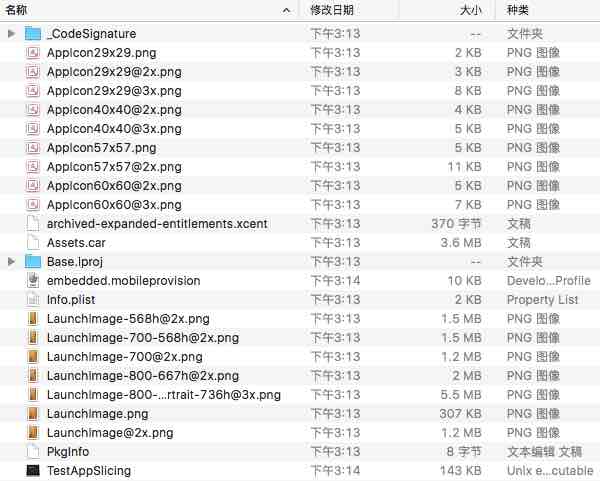 名称 修改日期 大小 种类
_CodeSignature 下午3:13 -- 文件夹
AppIcon29x29.png 下午3:13 2 KB PNG 图像
AppIcon29x29@2x.png 下午3:13 3 KB PNG 图像
AppIcon29x29@3x.png 下午3:13 8 KB PNG 图像
AppIcon40x40@2x.png 下午3:13 4 KB PNG 图像
AppIcon40x40@3x.png 下午3:13 5 KB PNG 图像
AppIcon57x57.png 下午3:13 5 KB PNG 图像
AppIcon57x57@2x.png 下午3:13 11 KB PNG 图像
AppIcon60x60@2x.png 下午3:13 5 KB PNG 图像
AppIcon60x60@3x.png 下午3:13 7 KB PNG 图像
archived-expanded-entitlements.xcent 下午3:13 370 字节 文稿
Assets.car 下午3:13 3.6 MB 文稿
Base.lproj 下午3:13 -- 文件夹
embedded.mobileprovision 下午3:14 10 KB Develo...Profile
Info.plist 下午3:13 2 KB Property List
LaunchImage-568h@2x.png 下午3:13 1.5 MB PNG 图像
LaunchImage-700-568h@2x.png 下午3:13 1.5 MB PNG 图像
LaunchImage-700@2x.png 下午3:13 1.2 MB PNG 图像
LaunchImage-800-667h@2x.png 下午3:13 2 MB PNG 图像
LaunchImage-800-...rtrait-736h@3x.png 下午3:13 5.5 MB PNG 图像
LaunchImage.png 下午3:13 307 KB PNG 图像
LaunchImage@2x.png 下午3:13 1.2 MB PNG 图像
PkgInfo 下午3:13 8 字节 文本编辑 文稿
TestAppSlicing 下午3:14 143 KB Unix e...cutable